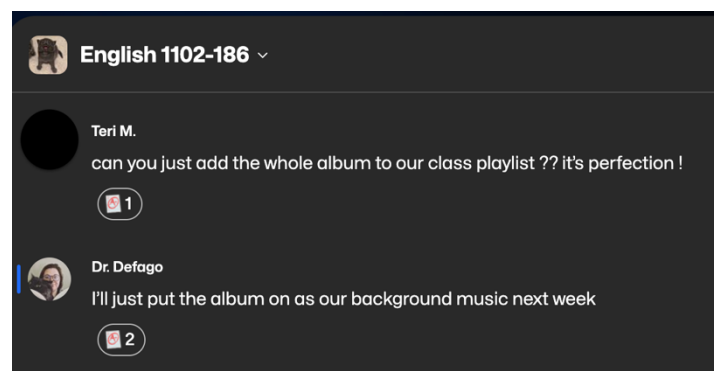 English 1102-186
Teri M.
can you just add the whole album to our class playlist ?? it's perfection !
1
Dr. Defago
I'll just put the album on as our background music next week
2